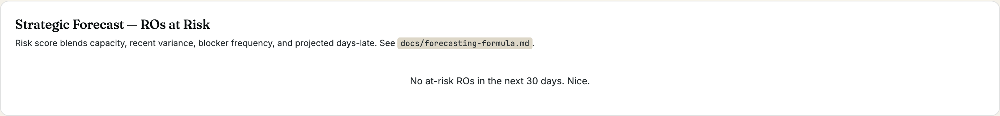 Strategic Forecast — ROs at Risk
Risk score blends capacity, recent variance, blocker frequency, and projected days-late. See docs/forecasting-formula.md.
No at-risk ROs in the next 30 days. Nice.